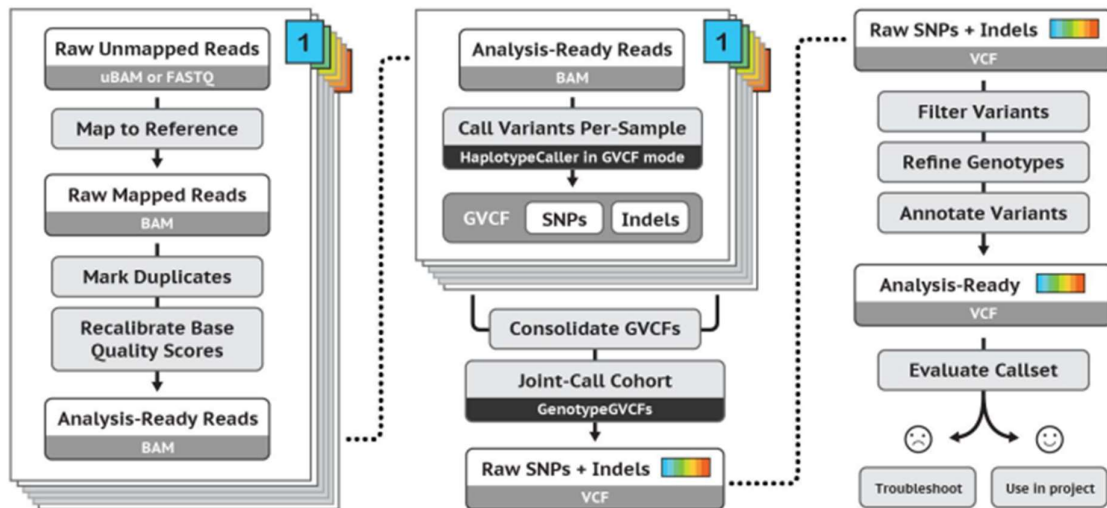 1
Raw Unmapped Reads
uBAM or FASTQ
Map to Reference
Raw Mapped Reads
BAM
Mark Duplicates
Recalibrate Base
Quality Scores
Analysis-Ready Reads
BAM
1
Analysis-Ready Reads
BAM
Call Variants Per-Sample
HaplotypeCaller in GVCF mode
GVCF SNPs Indels
Consolidate GVCFs
Joint-Call Cohort
GenotypeGVCFs
Raw SNPs + Indels
VCF
Raw SNPs + Indels
VCF
Filter Variants
Refine Genotypes
Annotate Variants
Analysis-Ready
VCF
Evaluate Callset
Troubleshoot
Use in project